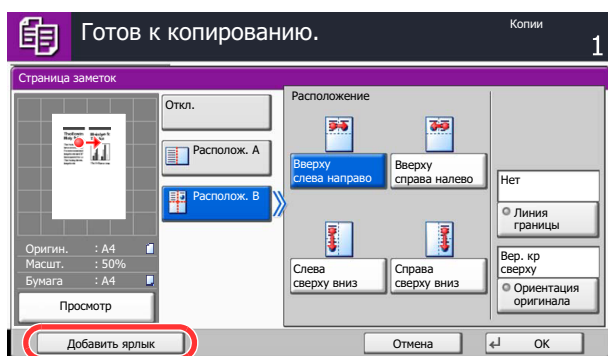 Готов к копированию.
Копии
1
Страница заметок
Откл.
Располож. A
Располож. B
Расположение
Вверху
слева направо
Вверху
справа налево
Слева
сверху вниз
Справа
сверху вниз
Нет
Линия
границы
Вер. кр
сверху
Ориентация
оригинала
Оригин. : A4
Масшт. : 50%
Бумага : A4
Просмотр
Добавить ярлык
Отмена
OK